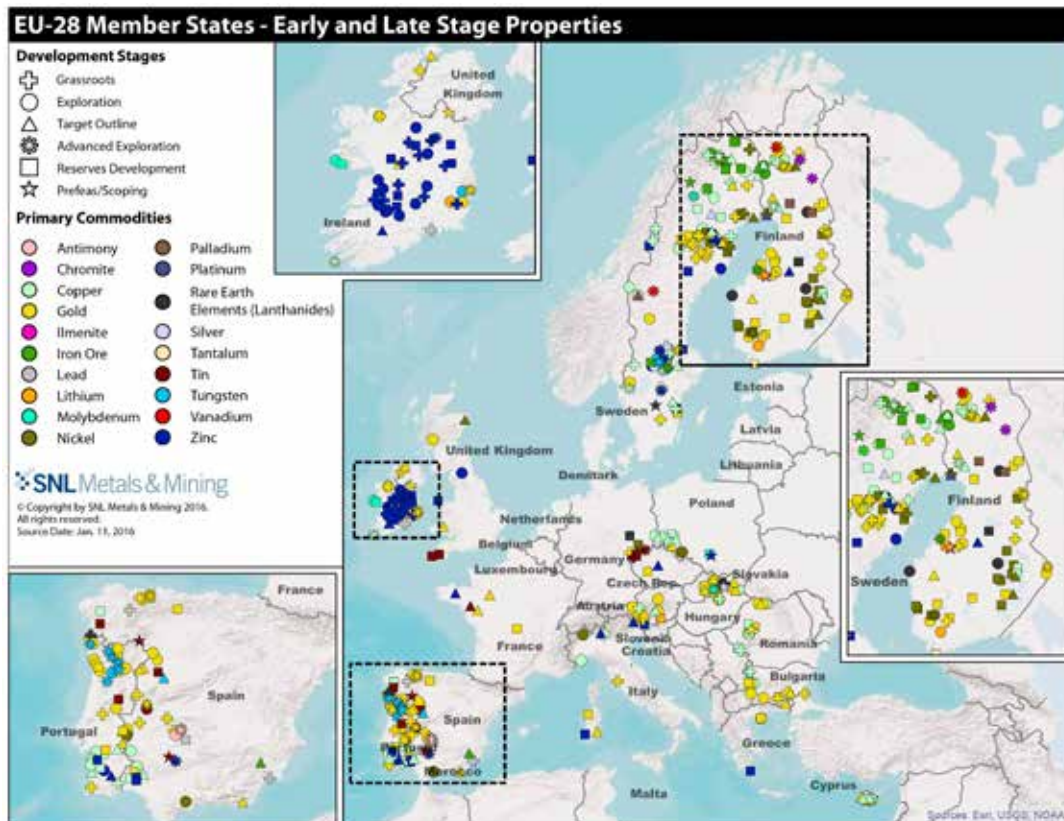 EU-28 Member States - Early and Late Stage Properties
Development Stages
Grassroots
Exploration
Target Outline
Advanced Exploration
Reserves Development
Prefeas/Scoping
Primary Commodities
Antimony
Chromite
Copper
Gold
Ilmenite
Iron Ore
Lead
Lithium
Molybdenum
Nickel
Palladium
Platinum
Rare Earth
Elements (Lanthanides)
Silver
Tantalum
Tin
Tungsten
Vanadium
Zinc
SNL Metals & Mining
© Copyright by SNL Metals & Mining 2016.
All rights reserved.
Source Date: Jan. 11, 2016
United
Kingdom
Ireland
Finland
Sweden
Estonia
Latvia
Lithuania
United Kingdom
Denmark
Netherlands
Poland
Belgium
Germany
Luxembourg
Czech Rep.
Slovakia
Austria
Hungary
Slovenia
Croatia
Romania
France
Bulgaria
Italy
Spain
Portugal
Greece
Morocco
Malta
Cyprus
Finland
Sweden
France
Spain
Portugal
Sources: Esri, USGS, NOAA